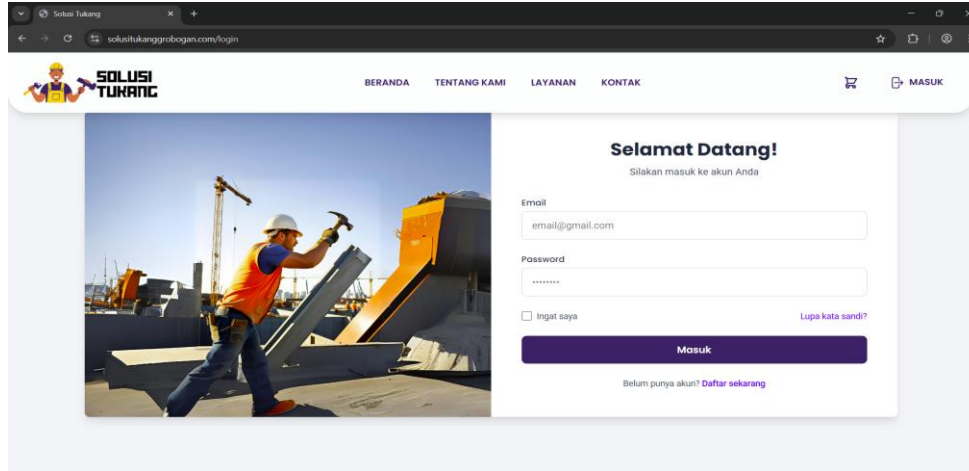 Solusi Tukang
solusitukanggrobogan.com/login
SOLUSI
TUKANG
BERANDA TENTANG KAMI LAYANAN KONTAK MASUK
Selamat Datang!
Silakan masuk ke akun Anda
Email
email@gmail.com
Password
Ingat saya Lupa kata sandi?
Masuk
Belum punya akun? Daftar sekarang